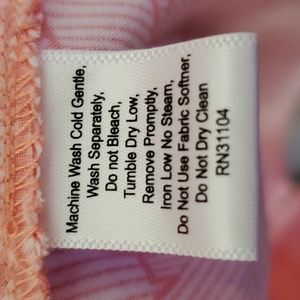 Machine Wash Cold Gentle,
Wash Separately,
Do not Bleach,
Tumble Dry Low,
Remove Promptly,
Iron Low No Steam,
Do Not Use Fabric Softner,
Do Not Dry Clean
RN31104